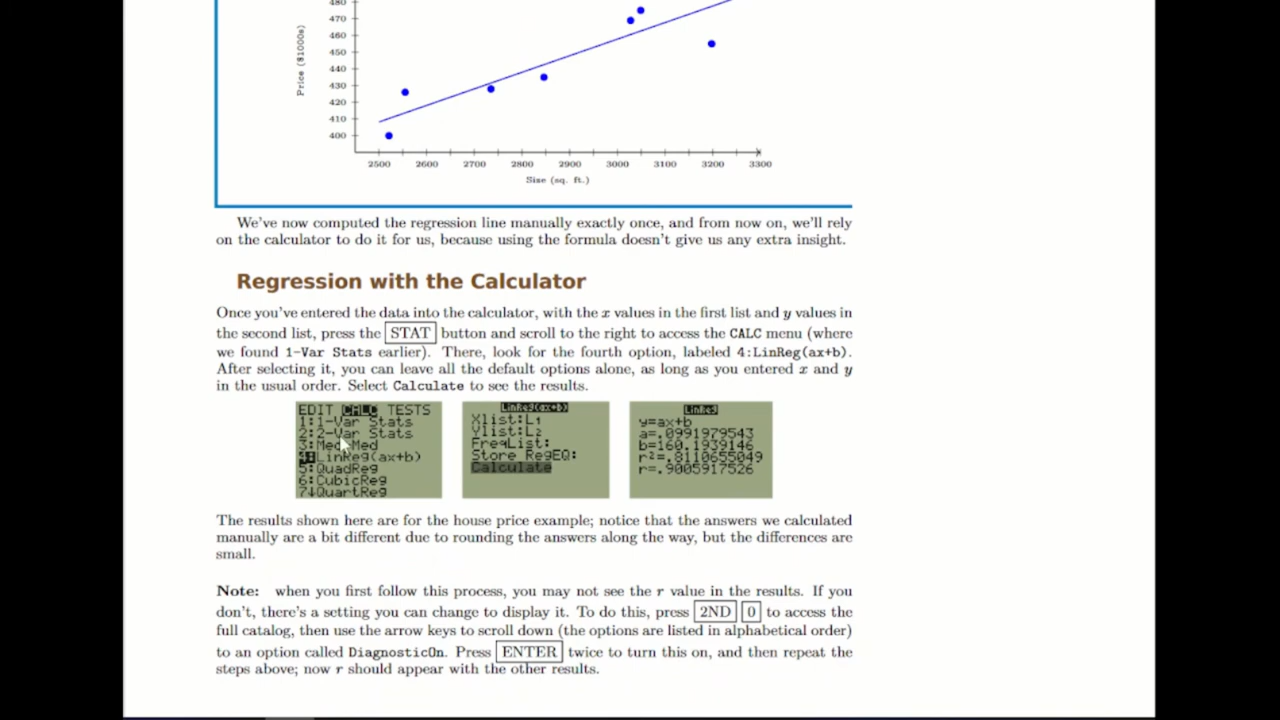 480
470
460
450
440
430
420
410
400
Price ($1000s)
2500 2600 2700 2800 2900 3000 3100 3200 3300
Size (sq. ft.)
We've now computed the regression line manually exactly once, and from now on, we'll rely
on the calculator to do it for us, because using the formula doesn't give us any extra insight.
Regression with the Calculator
Once you've entered the data into the calculator, with the x values in the first list and y values in
the second list, press the STAT button and scroll to the right to access the CALC menu (where
we found 1-Var Stats earlier). There, look for the fourth option, labeled 4:LinReg(ax+b).
After selecting it, you can leave all the default options alone, as long as you entered x and y
in the usual order. Select Calculate to see the results.
EDIT CALC TESTS
1:1-Var Stats
2:2-Var Stats
3:Med-Med
4:LinReg(ax+b)
5:QuadReg
6:CubicReg
7↓QuartReg
LinReg(ax+b)
Xlist:L1
Ylist:L2
FreqList:
Store RegEQ:
Calculate
LinReg
y=ax+b
a=.0991979543
b=160.1939146
r²=.8110655049
r=.9005917526
The results shown here are for the house price example; notice that the answers we calculated
manually are a bit different due to rounding the answers along the way, but the differences are
small.
Note: when you first follow this process, you may not see the r value in the results. If you
don't, there's a setting you can change to display it. To do this, press 2ND 0 to access the
full catalog, then use the arrow keys to scroll down (the options are listed in alphabetical order)
to an option called DiagnosticOn. Press ENTER twice to turn this on, and then repeat the
steps above; now r should appear with the other results.